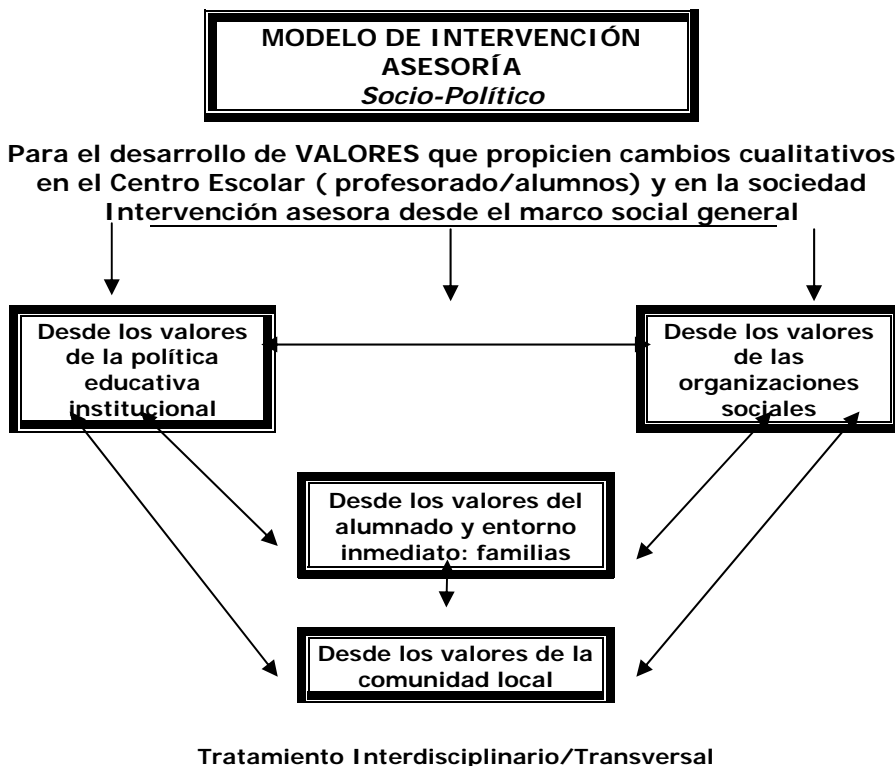 MODELO DE INTERVENCIÓN
ASESORÍA
Socio-Político
Para el desarrollo de VALORES que propicien cambios cualitativos
en el Centro Escolar ( profesorado/alumnos) y en la sociedad
Intervención asesora desde el marco social general
Desde los valores
de la política
educativa
institucional
Desde los valores
de las
organizaciones
sociales
Desde los valores del
alumnado y entorno
inmediato: familias
Desde los valores de la
comunidad local
Tratamiento Interdisciplinario/Transversal